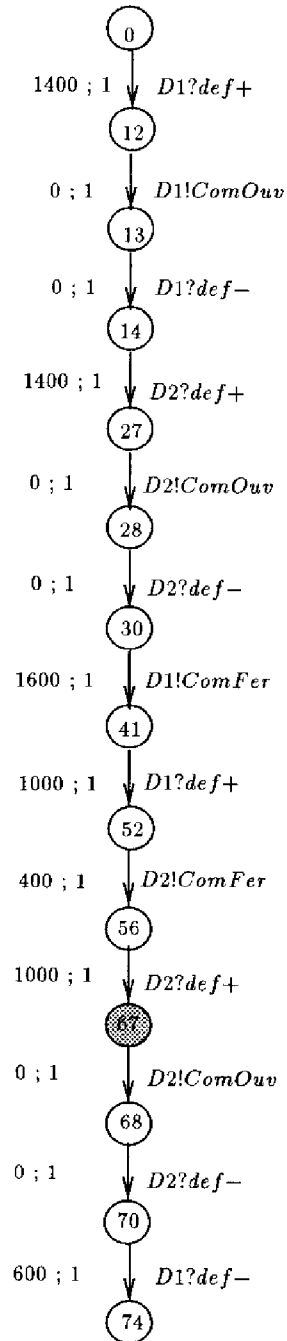 0
1400 ; 1 D1?def+
12
0 ; 1 D1!ComOuv
13
0 ; 1 D1?def−
14
1400 ; 1 D2?def+
27
0 ; 1 D2!ComOuv
28
0 ; 1 D2?def−
30
1600 ; 1 D1!ComFer
41
1000 ; 1 D1?def+
52
400 ; 1 D2!ComFer
56
1000 ; 1 D2?def+
67
0 ; 1 D2!ComOuv
68
0 ; 1 D2?def−
70
600 ; 1 D1?def−
74